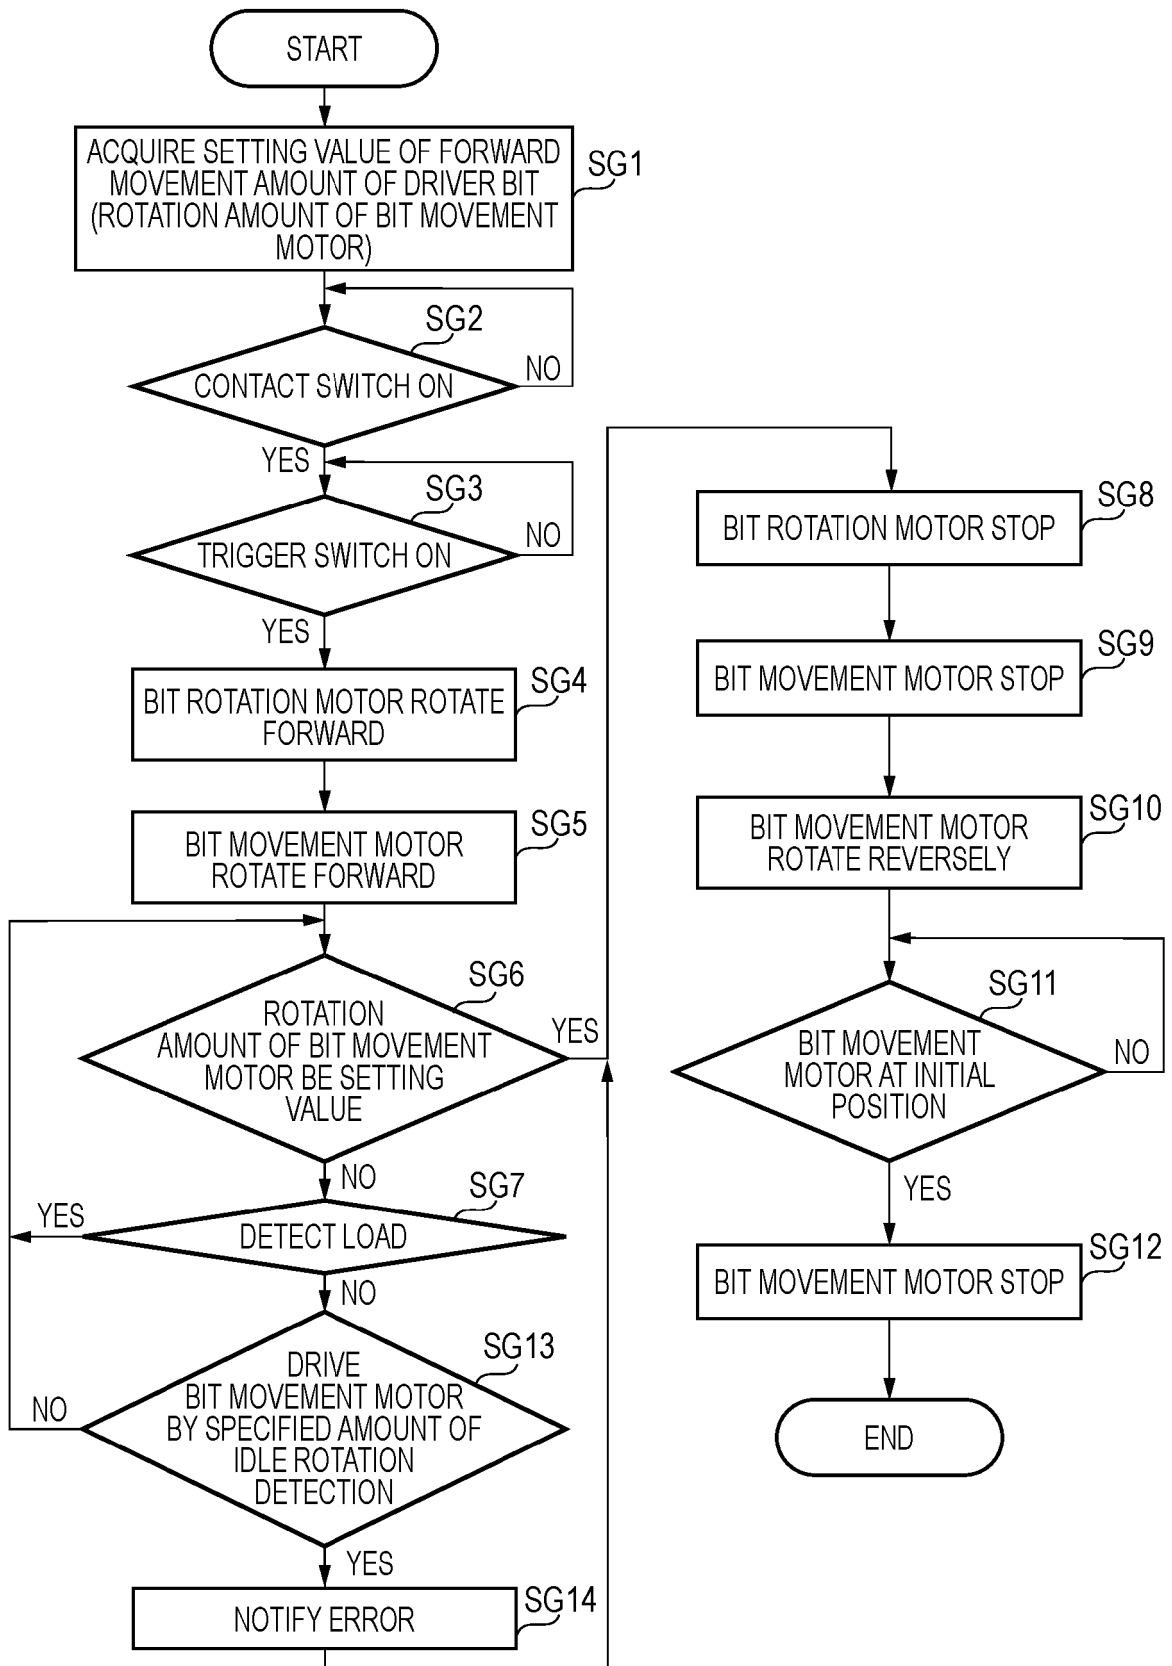 START
ACQUIRE SETTING VALUE OF FORWARD
MOVEMENT AMOUNT OF DRIVER BIT
(ROTATION AMOUNT OF BIT MOVEMENT
MOTOR)
SG1
SG2
CONTACT SWITCH ON
NO
YES
SG3
TRIGGER SWITCH ON
NO
YES
SG4
BIT ROTATION MOTOR ROTATE
FORWARD
SG5
BIT MOVEMENT MOTOR
ROTATE FORWARD
SG6
ROTATION
AMOUNT OF BIT MOVEMENT
MOTOR BE SETTING
VALUE
YES
NO
SG7
DETECT LOAD
YES
NO
SG13
DRIVE
BIT MOVEMENT MOTOR
BY SPECIFIED AMOUNT OF
IDLE ROTATION
DETECTION
NO
YES
SG14
NOTIFY ERROR
SG8
BIT ROTATION MOTOR STOP
SG9
BIT MOVEMENT MOTOR STOP
SG10
BIT MOVEMENT MOTOR
ROTATE REVERSELY
SG11
BIT MOVEMENT
MOTOR AT INITIAL
POSITION
NO
YES
SG12
BIT MOVEMENT MOTOR STOP
END